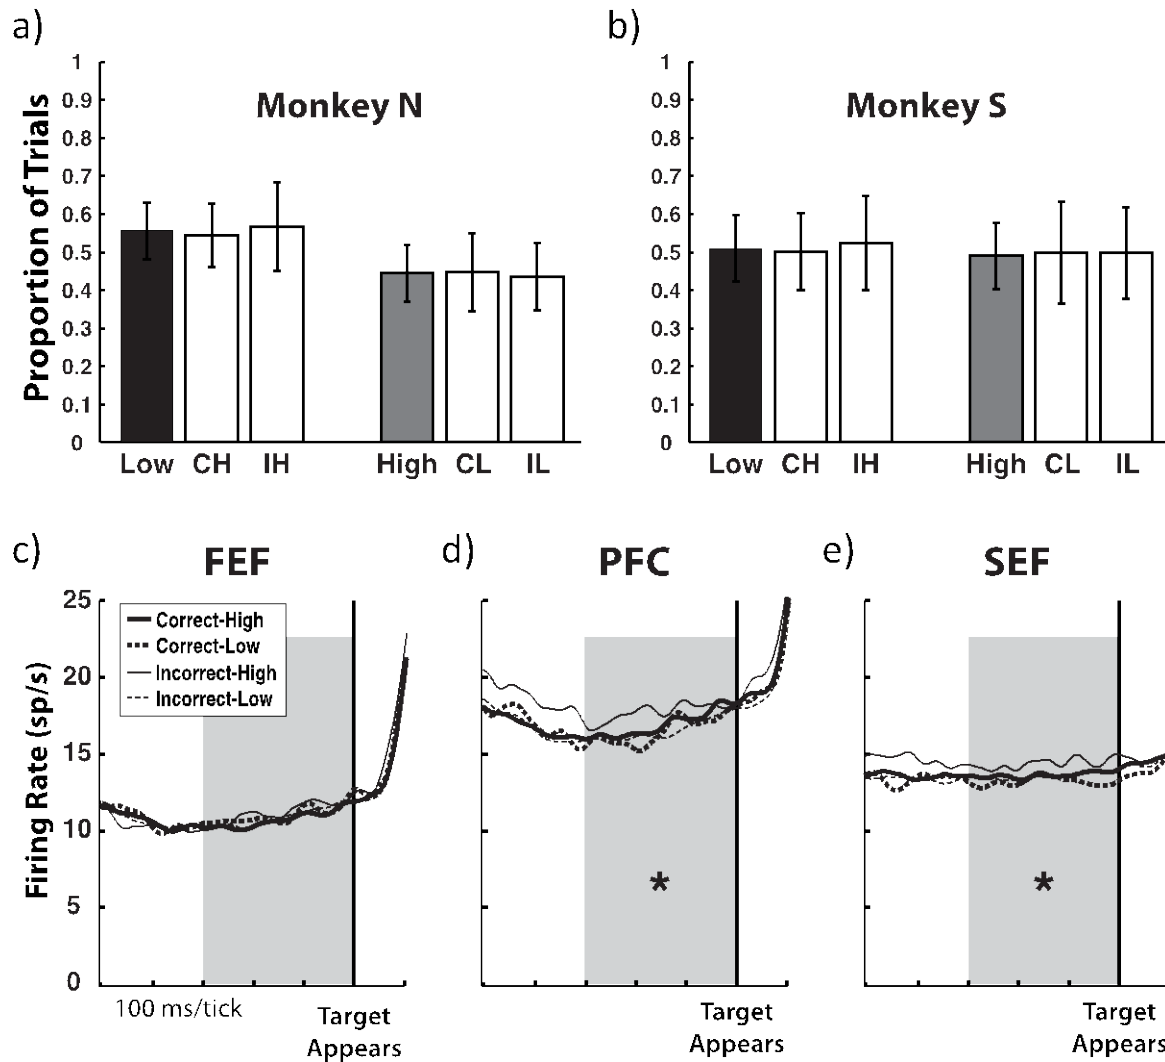 a)
Monkey N
Proportion of Trials
1
0.9
0.8
0.7
0.6
0.5
0.4
0.3
0.2
0.1
0
Low CH IH High CL IL
b)
Monkey S
1
0.9
0.8
0.7
0.6
0.5
0.4
0.3
0.2
0.1
0
Low CH IH High CL IL
c)
FEF
Firing Rate (sp/s)
25
20
15
10
5
0
Correct-High
Correct-Low
Incorrect-High
Incorrect-Low
100 ms/tick
Target
Appears
d)
PFC
*
Target
Appears
e)
SEF
*
Target
Appears